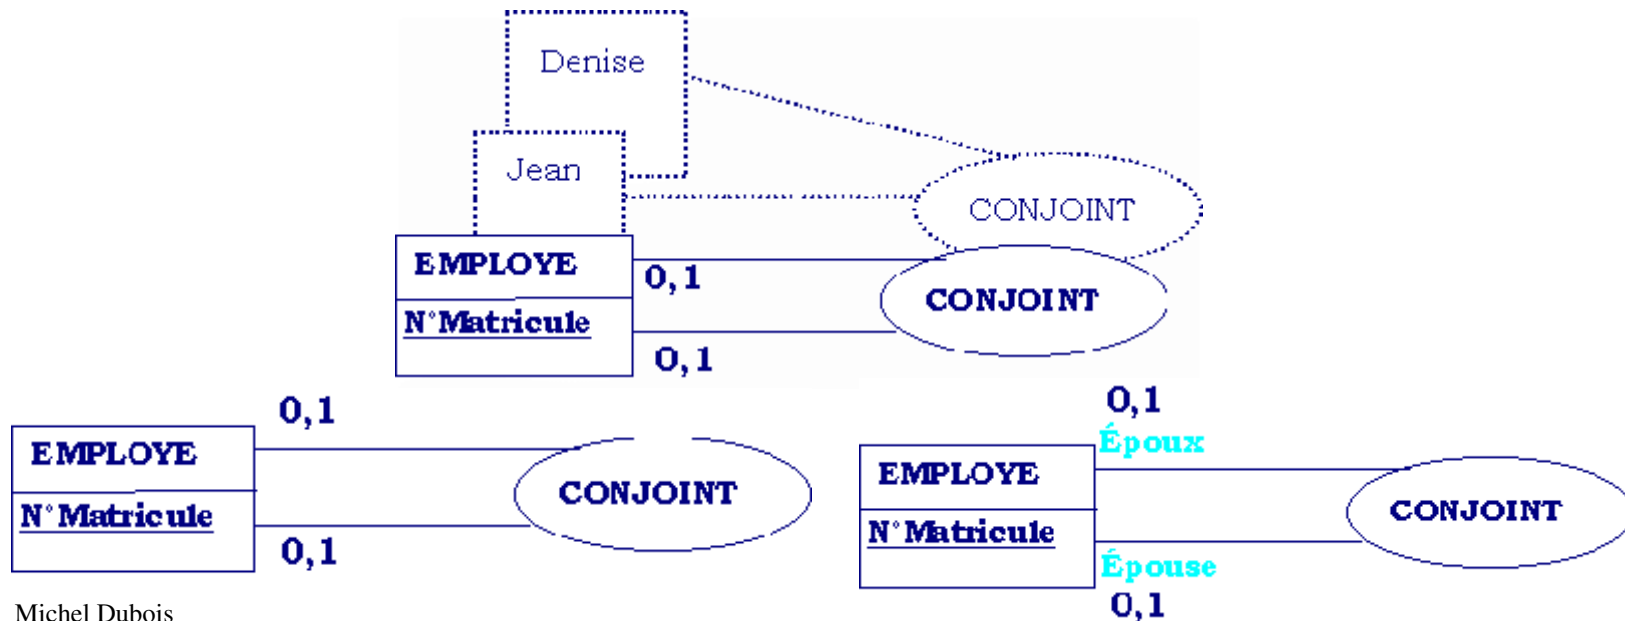 Denise
Jean
CONJOINT
EMPLOYE
0,1
CONJOINT
N°Matricule
0,1
0,1
EMPLOYE
CONJOINT
N°Matricule
0,1
0,1
Époux
EMPLOYE
CONJOINT
N°Matricule
Épouse
0,1
Michel Dubois